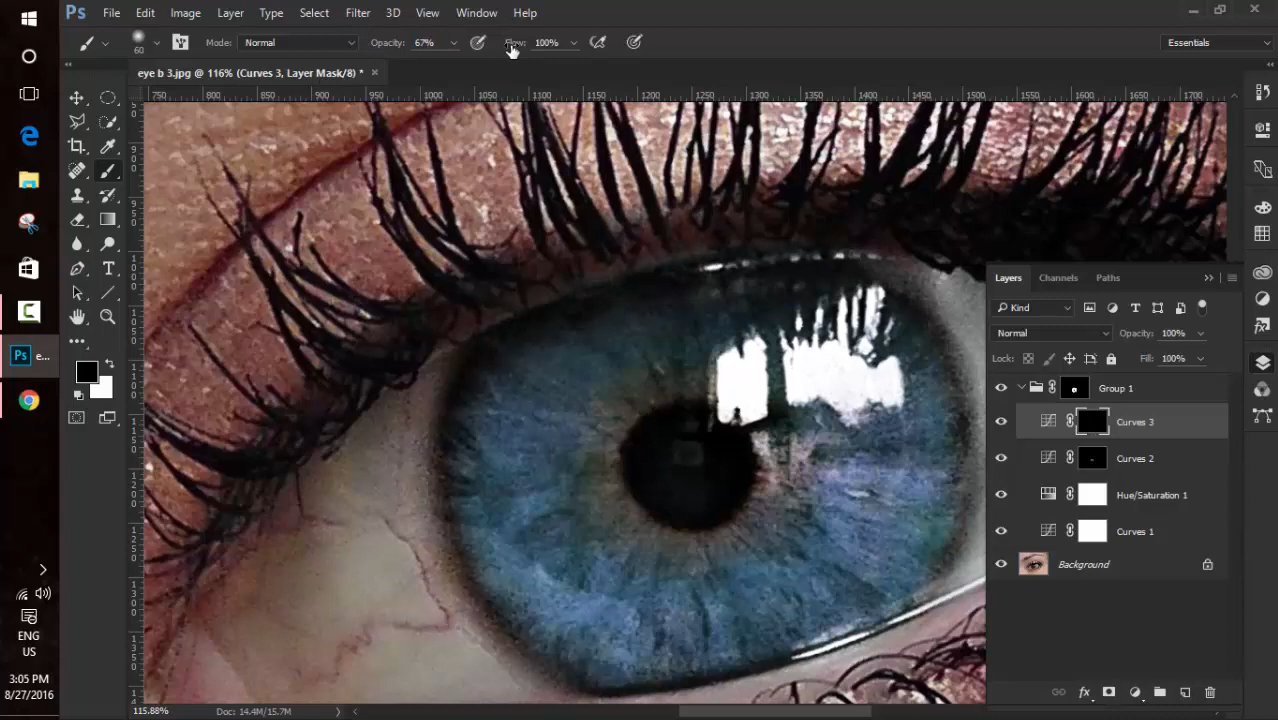 Ps File Edit Image Layer Type Select Filter 3D View Window Help
60 Mode: Normal Opacity: 67% Flow: 100% Essentials
eye b 3.jpg @ 116% (Curves 3, Layer Mask/8) *
750 800 850 900 950 1000 1050 1100 1150 1200 1250 1300 1350 1400 1450 1500 1550 1600 1650 1700
Layers Channels Paths
Kind
Normal Opacity: 100%
Lock: Fill: 100%
Group 1
Curves 3
Curves 2
Hue/Saturation 1
Curves 1
Background
Ps e...
ENG
US
3:05 PM
8/27/2016
115.88% Doc: 14.4M/15.7M